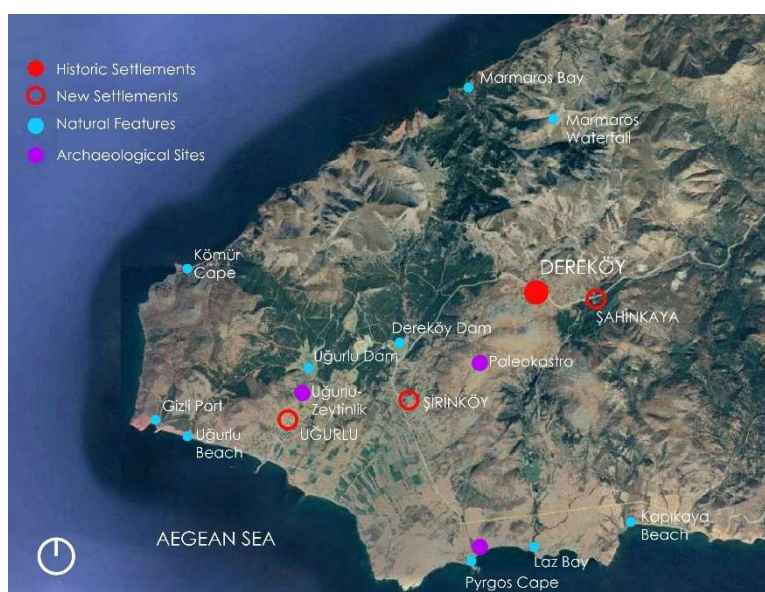 Historic Settlements
New Settlements
Natural Features
Archaeological Sites
Marmaros Bay
Marmaros
Waterfall
Kömür
Cape
DEREKÖY
ŞAHİNKAYA
Dereköy Dam
Uğurlu Dam
Paleokastro
Uğurlu-
Zeytinlik
ŞİRİNKÖY
Gizli Port
UĞURLU
Uğurlu
Beach
Kapıkaya
Beach
AEGEAN SEA
Laz Bay
Pyrgos Cape